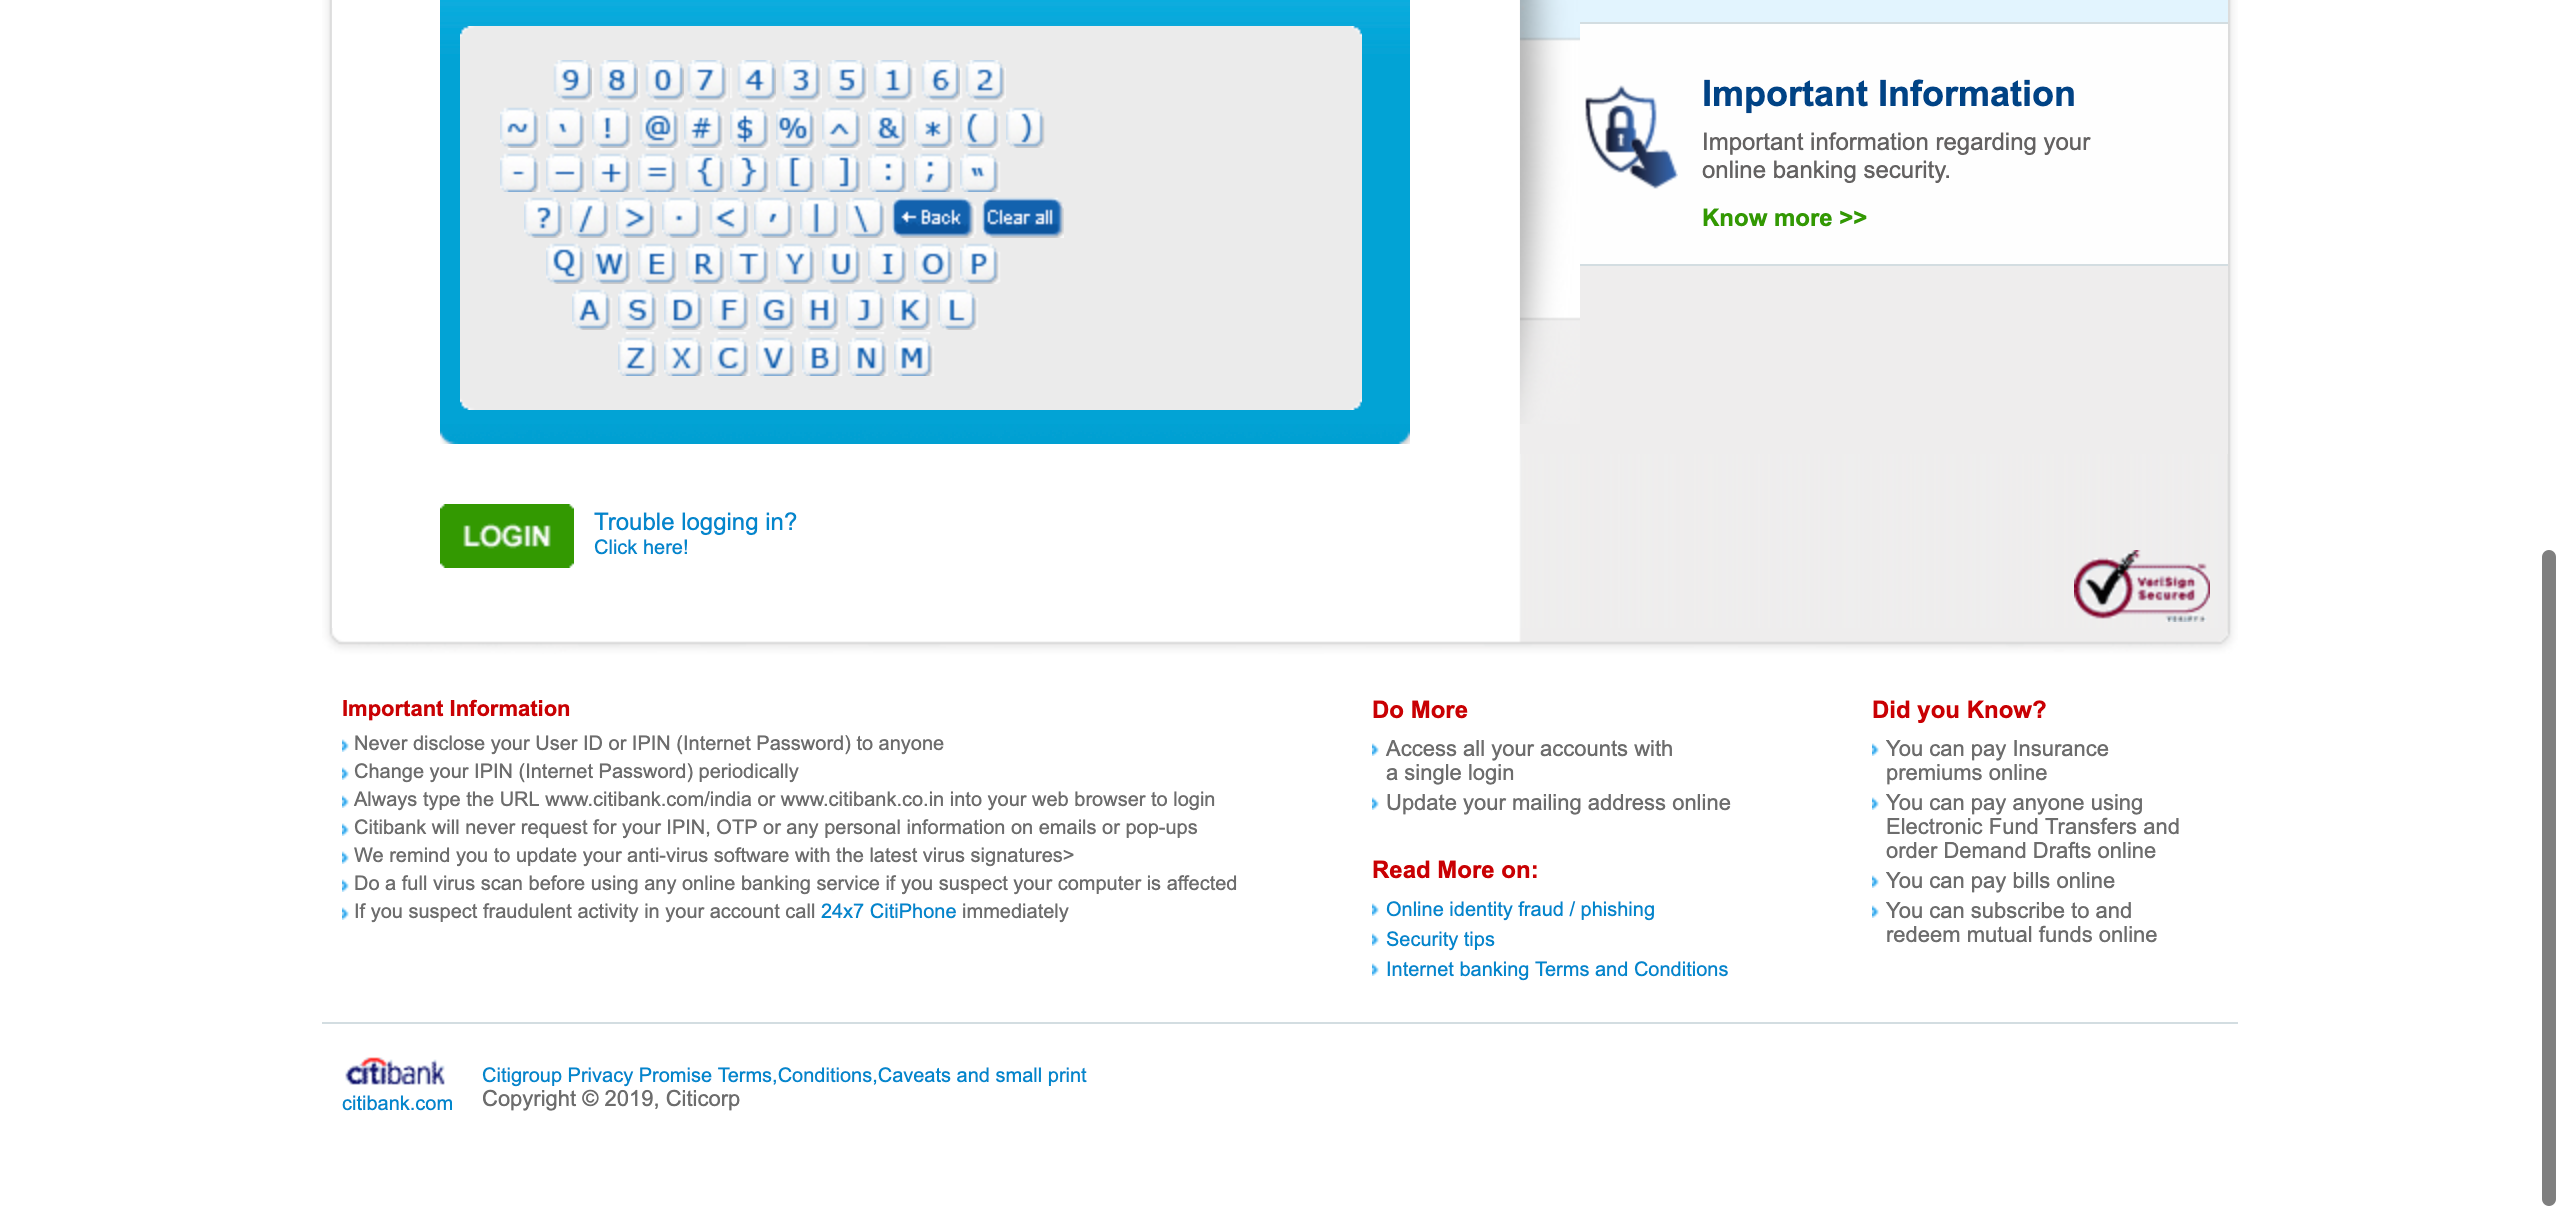 9 8 0 7 4 3 5 1 6 2
~ ` ! @ # $ % ^ & * ( )
- – + = { } [ ] : ; "
? / > . < , | \ ← Back Clear all
Q W E R T Y U I O P
A S D F G H J K L
Z X C V B N M
LOGIN
Trouble logging in?
Click here!
Important Information
Important information regarding your
online banking security.
Know more >>
VeriSign
Secured
VERIFY>
Important Information
Never disclose your User ID or IPIN (Internet Password) to anyone
Change your IPIN (Internet Password) periodically
Always type the URL www.citibank.com/india or www.citibank.co.in into your web browser to login
Citibank will never request for your IPIN, OTP or any personal information on emails or pop-ups
We remind you to update your anti-virus software with the latest virus signatures>
Do a full virus scan before using any online banking service if you suspect your computer is affected
If you suspect fraudulent activity in your account call 24x7 CitiPhone immediately
Do More
Access all your accounts with
a single login
Update your mailing address online
Read More on:
Online identity fraud / phishing
Security tips
Internet banking Terms and Conditions
Did you Know?
You can pay Insurance
premiums online
You can pay anyone using
Electronic Fund Transfers and
order Demand Drafts online
You can pay bills online
You can subscribe to and
redeem mutual funds online
citibank
citibank.com
Citigroup Privacy Promise Terms,Conditions,Caveats and small print
Copyright © 2019, Citicorp